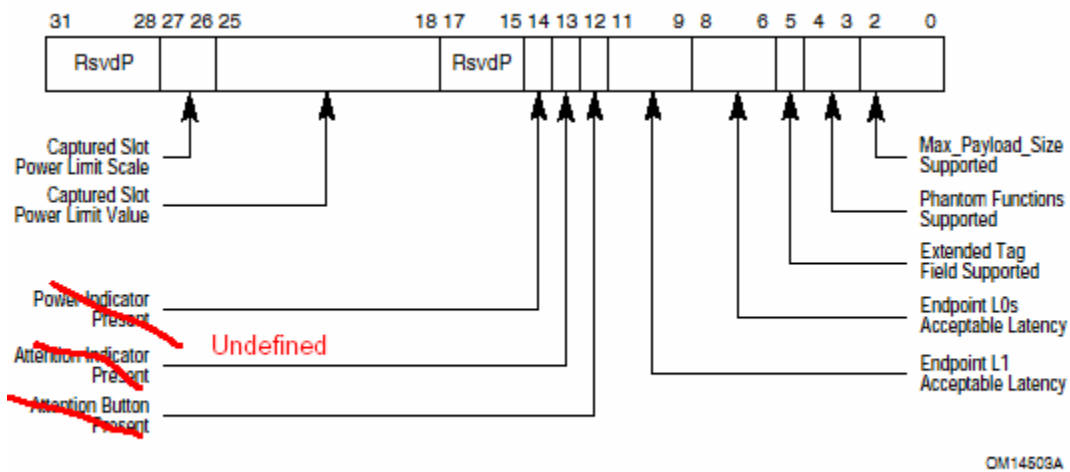 31 28 27 26 25 18 17 15 14 13 12 11 9 8 6 5 4 3 2 0
RsvdP RsvdP
Captured Slot
Power Limit Scale
Captured Slot
Power Limit Value
Power Indicator
Present
Undefined
Attention Indicator
Present
Attention Button
Present
Max_Payload_Size
Supported
Phantom Functions
Supported
Extended Tag
Field Supported
Endpoint L0s
Acceptable Latency
Endpoint L1
Acceptable Latency
OM14503A